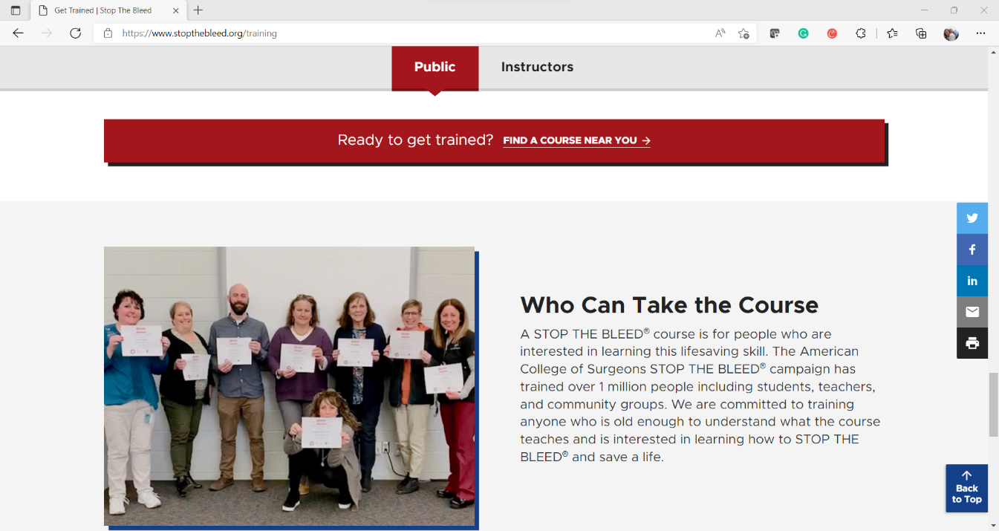 Get Trained | Stop The Bleed
https://www.stopthebleed.org/training
Public
Instructors
Ready to get trained? FIND A COURSE NEAR YOU →
Who Can Take the Course
A STOP THE BLEED® course is for people who are
interested in learning this lifesaving skill. The American
College of Surgeons STOP THE BLEED® campaign has
trained over 1 million people including students, teachers,
and community groups. We are committed to training
anyone who is old enough to understand what the course
teaches and is interested in learning how to STOP THE
BLEED® and save a life.
Back
to Top